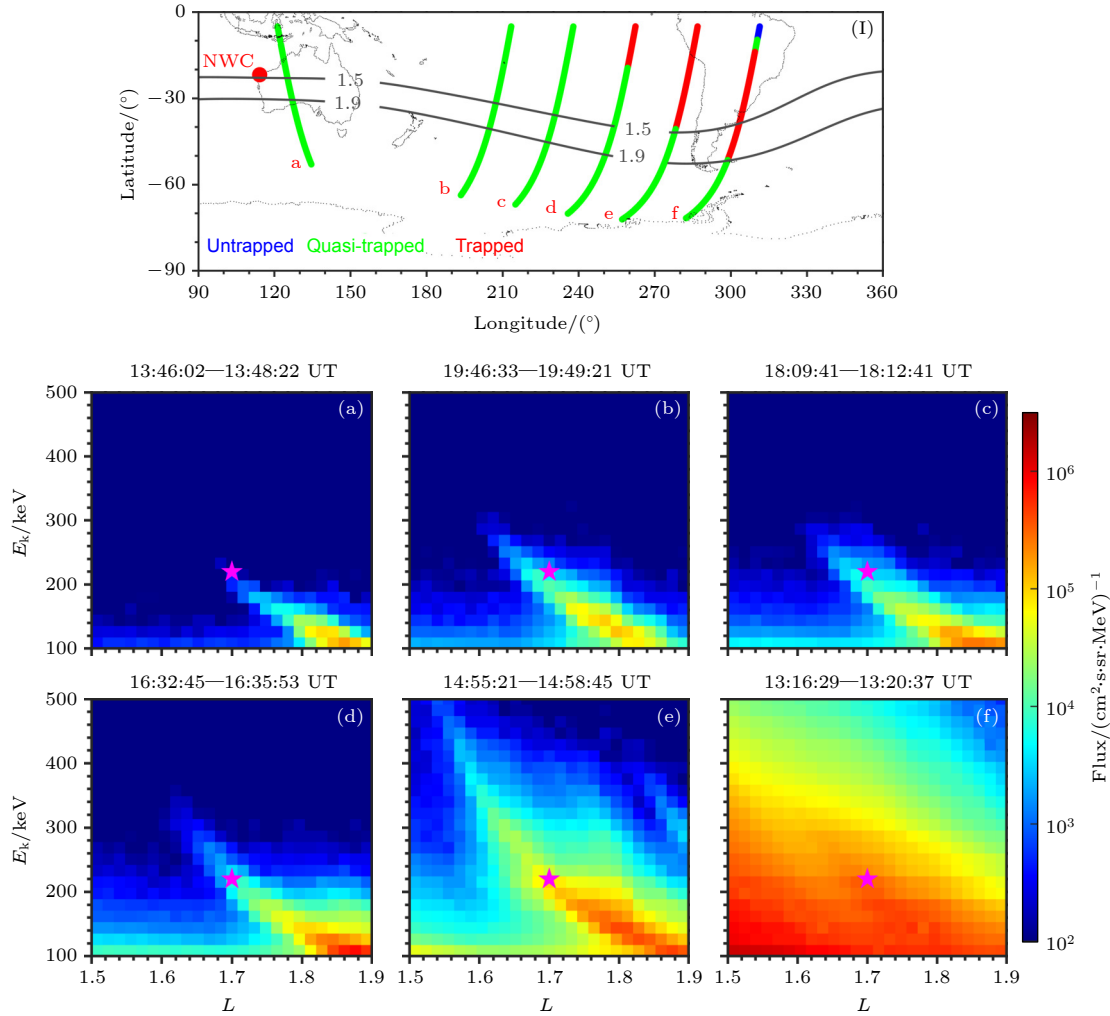 0
(I)
NWC
1.5
−30
1.9
1.5
1.9
Latitude/(°)
a
b
c
d
e
f
−60
Untrapped
Quasi-trapped
Trapped
−90
90
120
150
180
210
240
270
300
330
360
Longitude/(°)
13:46:02—13:48:22 UT
19:46:33—19:49:21 UT
18:09:41—18:12:41 UT
500
(a)
(b)
(c)
400
300
200
100
Ek/keV
16:32:45—16:35:53 UT
14:55:21—14:58:45 UT
13:16:29—13:20:37 UT
500
(d)
(e)
(f)
400
300
200
100
Ek/keV
1.5 1.6 1.7 1.8 1.9
1.5 1.6 1.7 1.8 1.9
1.5 1.6 1.7 1.8 1.9
L
L
L
10⁶
10⁵
10⁴
10³
10²
Flux/(cm²·s·sr·MeV)⁻¹